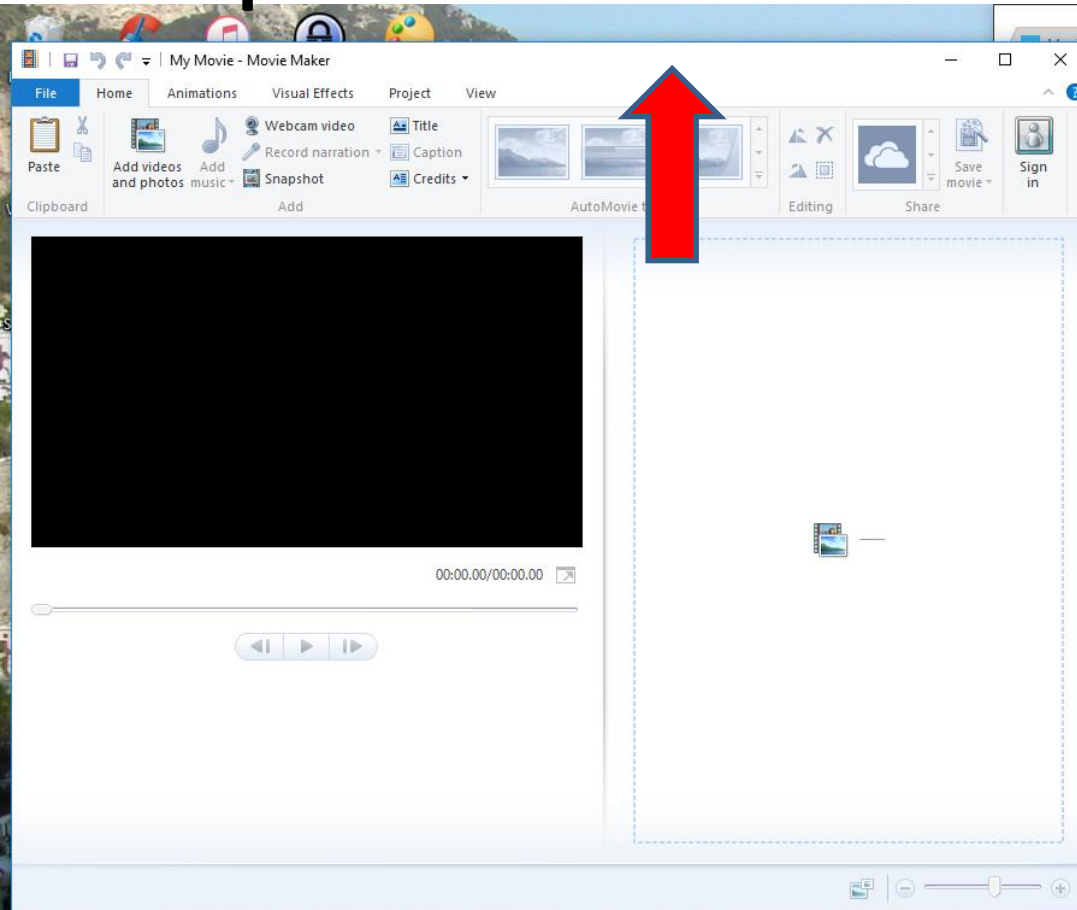 My Movie - Movie Maker
File Home Animations Visual Effects Project View
Paste
Add videos and photos
Add music
Webcam video
Record narration
Snapshot
Title
Caption
Credits
Save movie
Sign in
Clipboard
Add
AutoMovie
Editing
Share
00:00.00/00:00.00